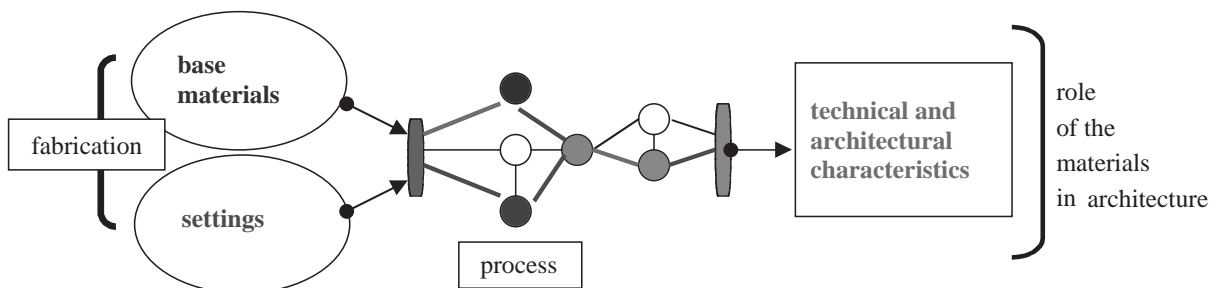 base
materials
fabrication
settings
process
technical and
architectural
characteristics
role
of the
materials
in architecture